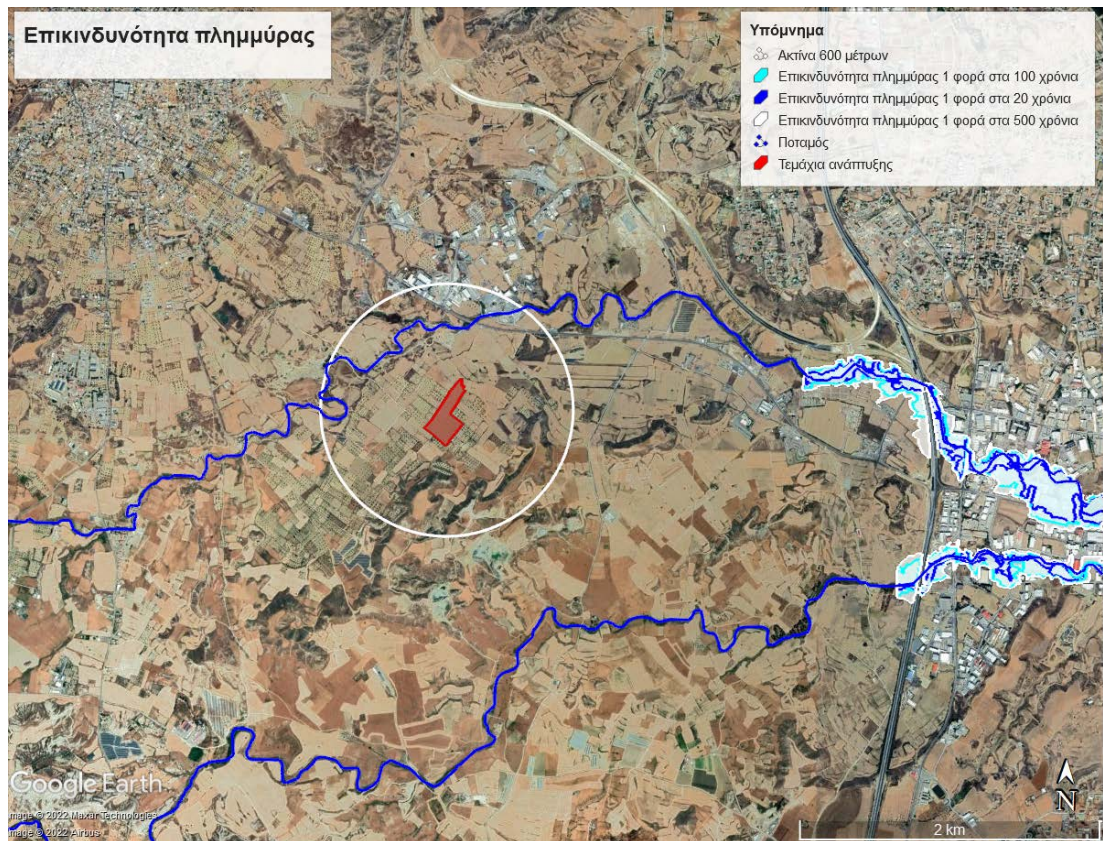 Επικινδυνότητα πλημμύρας
Υπόμνημα
Ακτίνα 600 μέτρων
Επικινδυνότητα πλημμύρας 1 φορά στα 100 χρόνια
Επικινδυνότητα πλημμύρας 1 φορά στα 20 χρόνια
Επικινδυνότητα πλημμύρας 1 φορά στα 500 χρόνια
Ποταμός
Τεμάχια ανάπτυξης
Google Earth
Image © 2022 Maxar Technologies
Image © 2022 Airbus
N
2 km